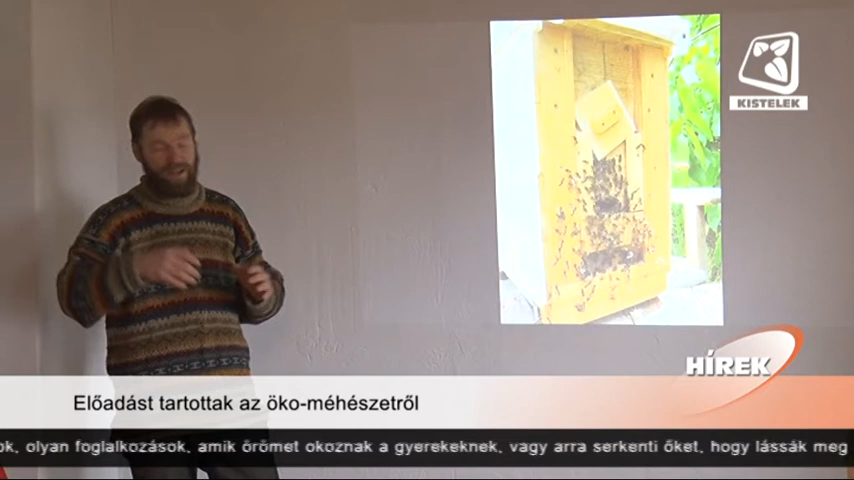 KISTELEK
HÍREK
Előadást tartottak az öko-méhészetről
ok, olyan foglalkozások, amik örömet okoznak a gyerekeknek, vagy arra serkenti őket, hogy lássák meg